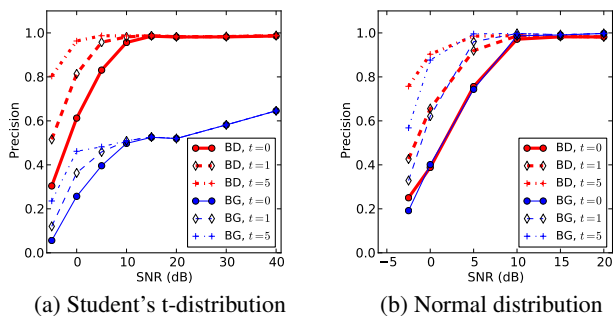 1.0
0.8
0.6
0.4
0.2
0.0
Precision
0 10 20 30 40
SNR (dB)
BD, t=0
BD, t=1
BD, t=5
BG, t=0
BG, t=1
BG, t=5
(a) Student's t-distribution
1.0
0.8
0.6
0.4
0.2
0.0
Precision
−5 0 5 10 15 20
SNR (dB)
BD, t=0
BD, t=1
BD, t=5
BG, t=0
BG, t=1
BG, t=5
(b) Normal distribution